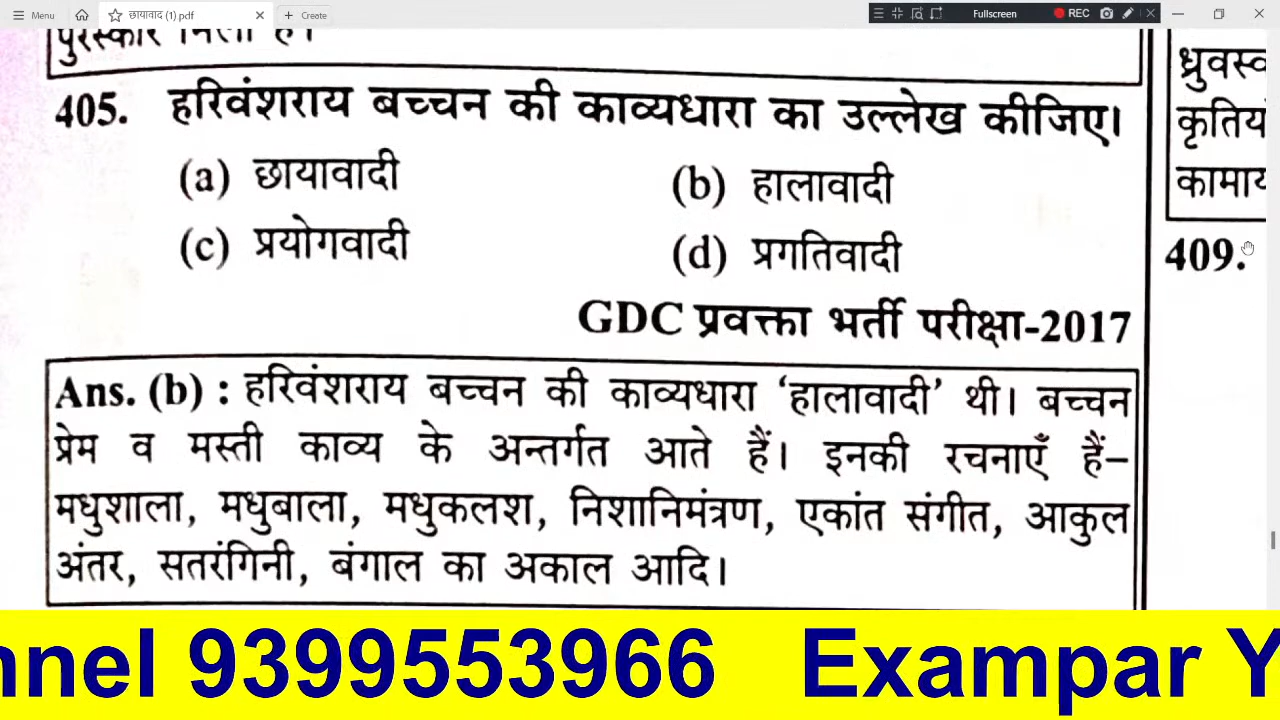 Menu
छायावाद (1).pdf
Create
Fullscreen
REC
पुरस्कार मिला है।
405. हरिवंशराय बच्चन की काव्यधारा का उल्लेख कीजिए।
(a) छायावादी (b) हालावादी
(c) प्रयोगवादी (d) प्रगतिवादी
GDC प्रवक्ता भर्ती परीक्षा-2017
Ans. (b) : हरिवंशराय बच्चन की काव्यधारा ‘हालावादी’ थी। बच्चन
प्रेम व मस्ती काव्य के अन्तर्गत आते हैं। इनकी रचनाएँ हैं–
मधुशाला, मधुबाला, मधुकलश, निशानिमंत्रण, एकांत संगीत, आकुल
अंतर, सतरंगिनी, बंगाल का अकाल आदि।
ध्रुवस्व
कृतिय
कामाय
409.
nnel 9399553966 Exampar Y